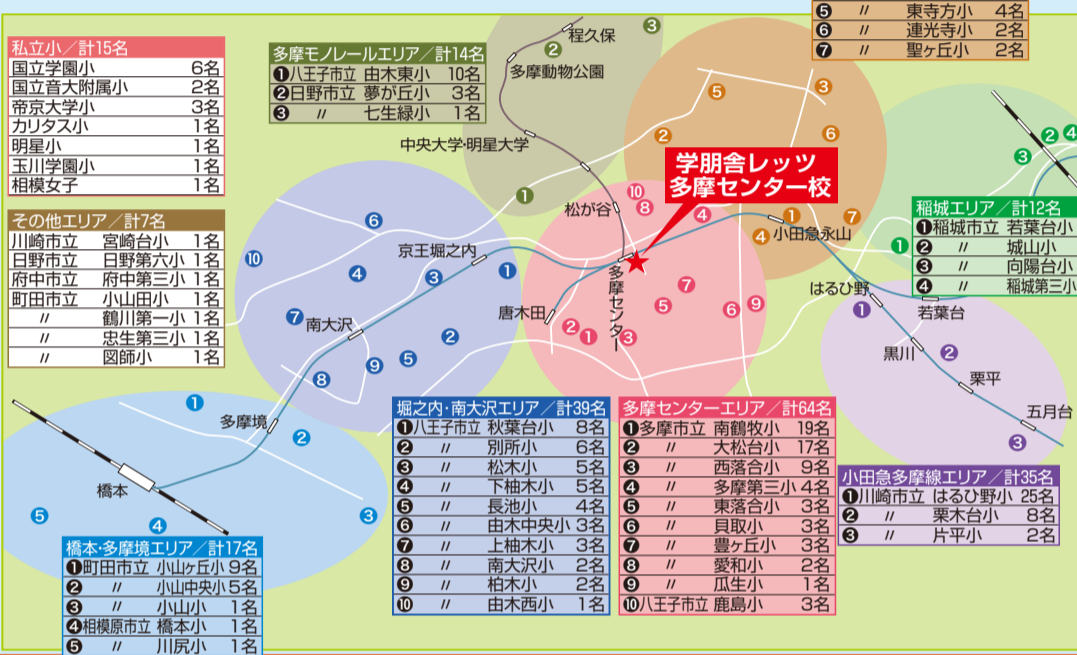 私立小／計15名
国立学園小 6名
国立音大附属小 2名
帝京大学小 3名
カリタス小 1名
明星小 1名
玉川学園小 1名
相模女子 1名
その他エリア／計7名
川崎市立 宮崎台小 1名
日野市立 日野第六小 1名
府中市立 府中第三小 1名
町田市立 小山田小 1名
〃 鶴川第一小 1名
〃 忠生第三小 1名
〃 図師小 1名
多摩モノレールエリア／計14名
❶八王子市立 由木東小 10名
❷日野市立 夢が丘小 3名
❸ 〃 七生緑小 1名
❺ 〃 東寺方小 4名
❻ 〃 連光寺小 2名
❼ 〃 聖ヶ丘小 2名
程久保
多摩動物公園
中央大学・明星大学
松が谷
学朋舎レッツ
多摩センター校
多摩センター
小田急永山
京王堀之内
南大沢
唐木田
多摩境
橋本
はるひ野
若葉台
黒川
栗平
五月台
稲城エリア／計12名
❶稲城市立 若葉台小
❷ 〃 城山小
❸ 〃 向陽台小
❹ 〃 稲城第三小
堀之内・南大沢エリア／計39名
❶八王子市立 秋葉台小 8名
❷ 〃 別所小 6名
❸ 〃 松木小 5名
❹ 〃 下柚木小 5名
❺ 〃 長池小 4名
❻ 〃 由木中央小 3名
❼ 〃 上柚木小 3名
❽ 〃 南大沢小 2名
❾ 〃 柏木小 2名
❿ 〃 由木西小 1名
多摩センターエリア／計64名
❶多摩市立 南鶴牧小 19名
❷ 〃 大松台小 17名
❸ 〃 西落合小 9名
❹ 〃 多摩第三小 4名
❺ 〃 東落合小 3名
❻ 〃 貝取小 3名
❼ 〃 豊ヶ丘小 3名
❽ 〃 愛和小 2名
❾ 〃 瓜生小 1名
❿八王子市立 鹿島小 3名
小田急多摩線エリア／計35名
❶川崎市立 はるひ野小 25名
❷ 〃 栗木台小 8名
❸ 〃 片平小 2名
橋本・多摩境エリア／計17名
❶町田市立 小山ヶ丘小 9名
❷ 〃 小山中央小 5名
❸ 〃 小山小 1名
❹相模原市立 橋本小 1名
❺ 〃 川尻小 1名